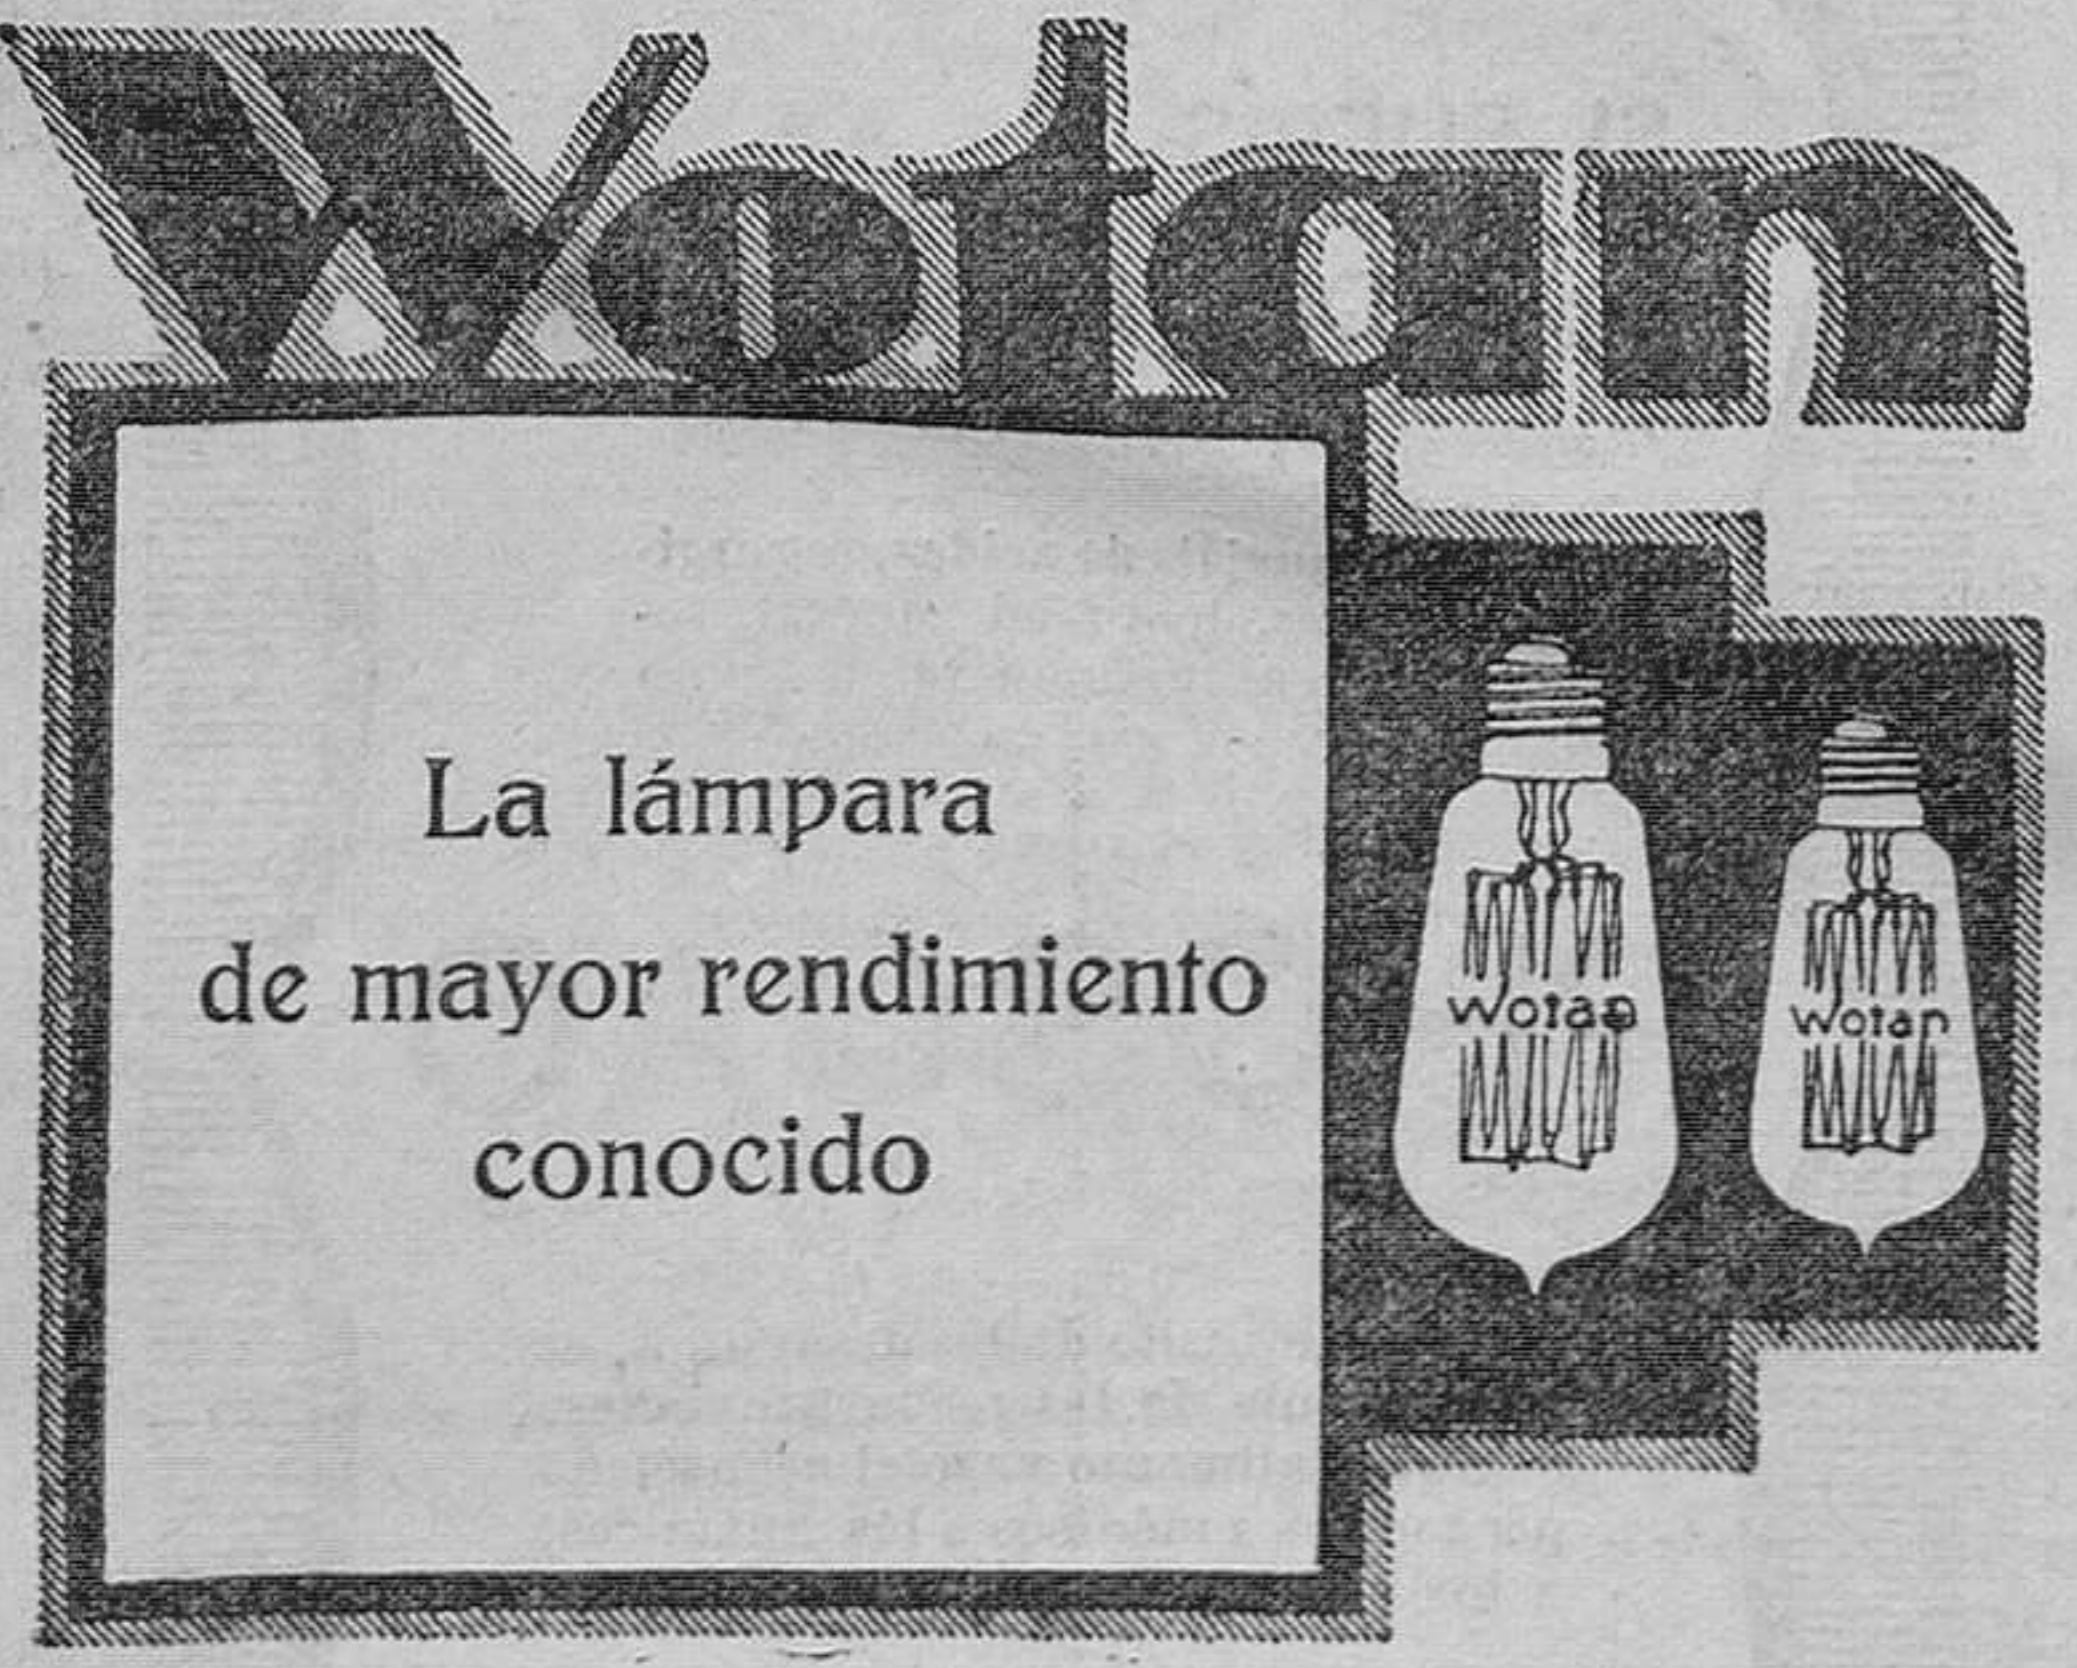 Wotan
La lámpara
de mayor rendimiento
conocido
Wotan
Wotan